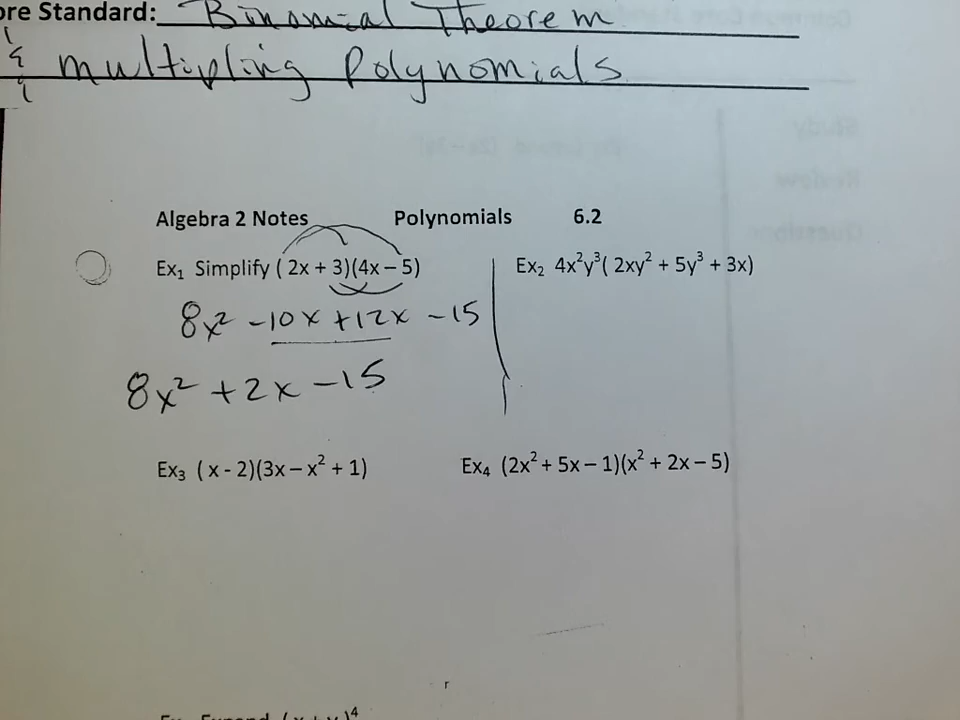 ore Standard: Binomial Theorem
& multipling Polynomials
Algebra 2 Notes Polynomials 6.2
Ex₁ Simplify ( 2x + 3)(4x – 5)
8x² -10x +12x -15
8x² +2x -15
Ex₂ 4x²y³( 2xy² + 5y³ + 3x)
Ex₃ ( x - 2)(3x – x² + 1)
Ex₄ (2x² + 5x – 1)(x² + 2x – 5)